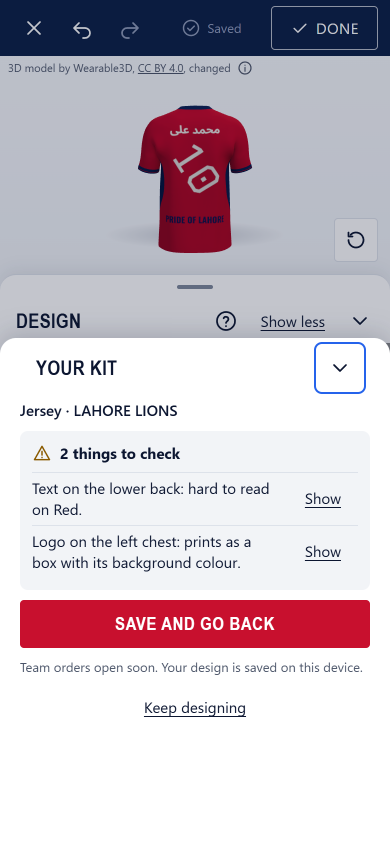 Saved
DONE
3D model by Wearable3D, CC BY 4.0, changed
محمد علی
10
PRIDE OF LAHORE
DESIGN
Show less
YOUR KIT
Jersey · LAHORE LIONS
2 things to check
Text on the lower back: hard to read
on Red.
Show
Logo on the left chest: prints as a
box with its background colour.
Show
SAVE AND GO BACK
Team orders open soon. Your design is saved on this device.
Keep designing